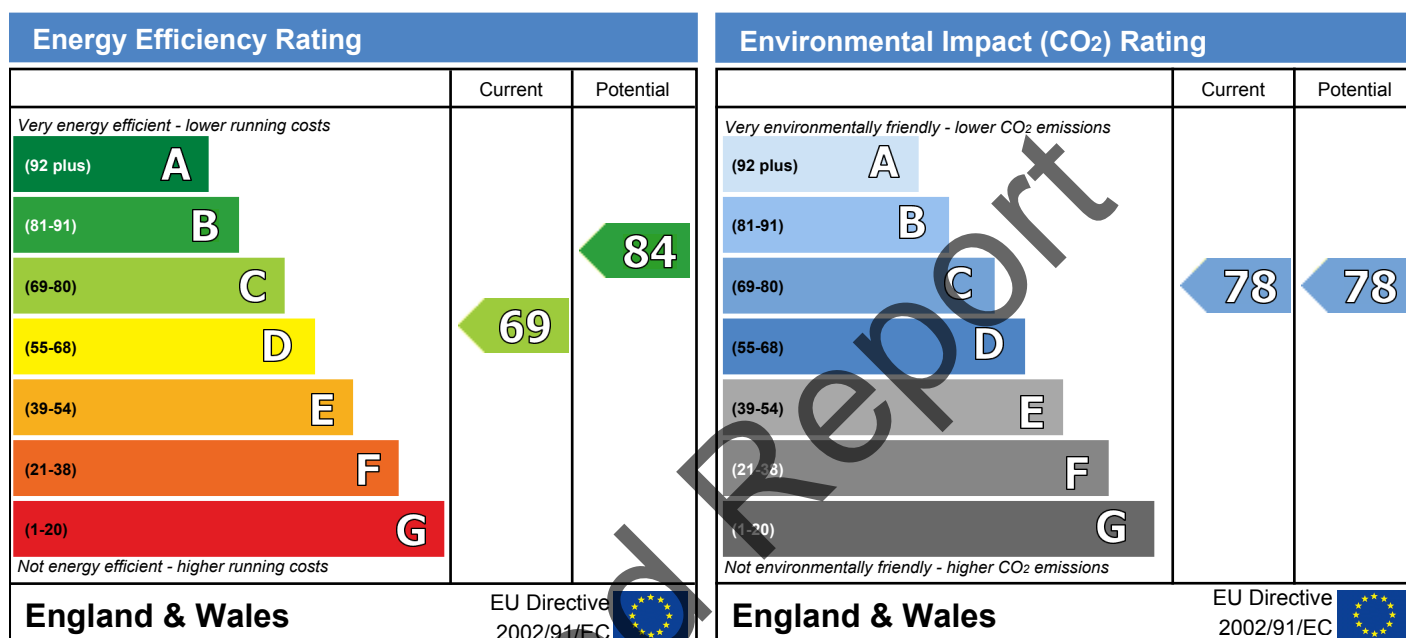 Energy Efficiency Rating
Current Potential
Very energy efficient - lower running costs
(92 plus) A
(81-91) B
84
(69-80) C
69
(55-68) D
(39-54) E
(21-38) F
(1-20) G
Not energy efficient - higher running costs
England & Wales
EU Directive
2002/91/EC
Environmental Impact (CO2) Rating
Current Potential
Very environmentally friendly - lower CO2 emissions
(92 plus) A
(81-91) B
(69-80) C 78 78
(55-68) D
(39-54) E
(21-38) F
(1-20) G
Not environmentally friendly - higher CO2 emissions
England & Wales
EU Directive
2002/91/EC
Report